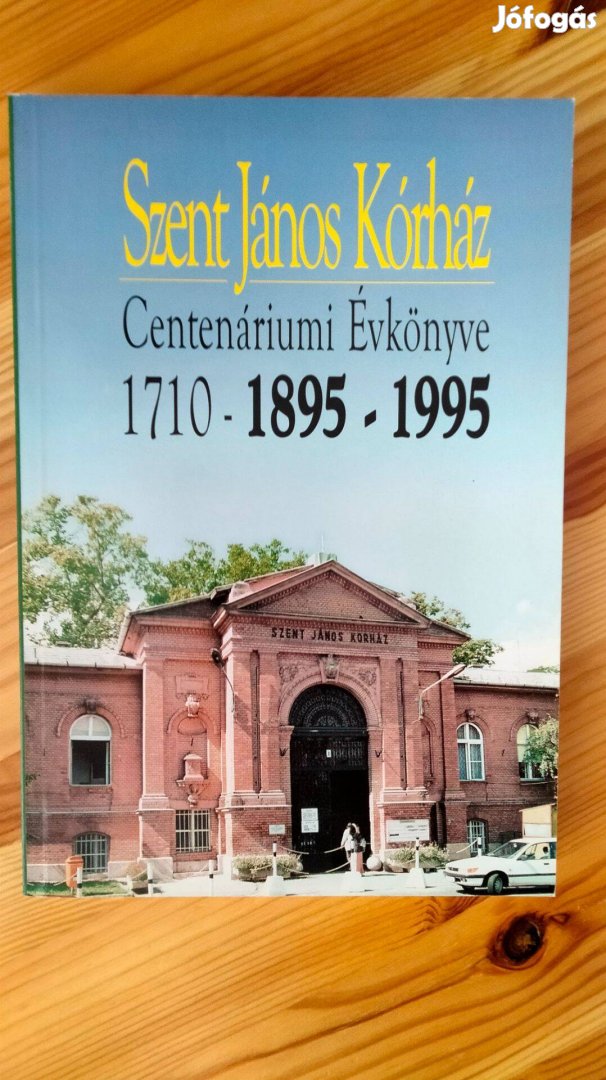 Jófogás
Szent János Kórház
Centenáriumi Évkönyve
1710 - 1895 - 1995
SZENT JÁNOS KÓRHÁZ